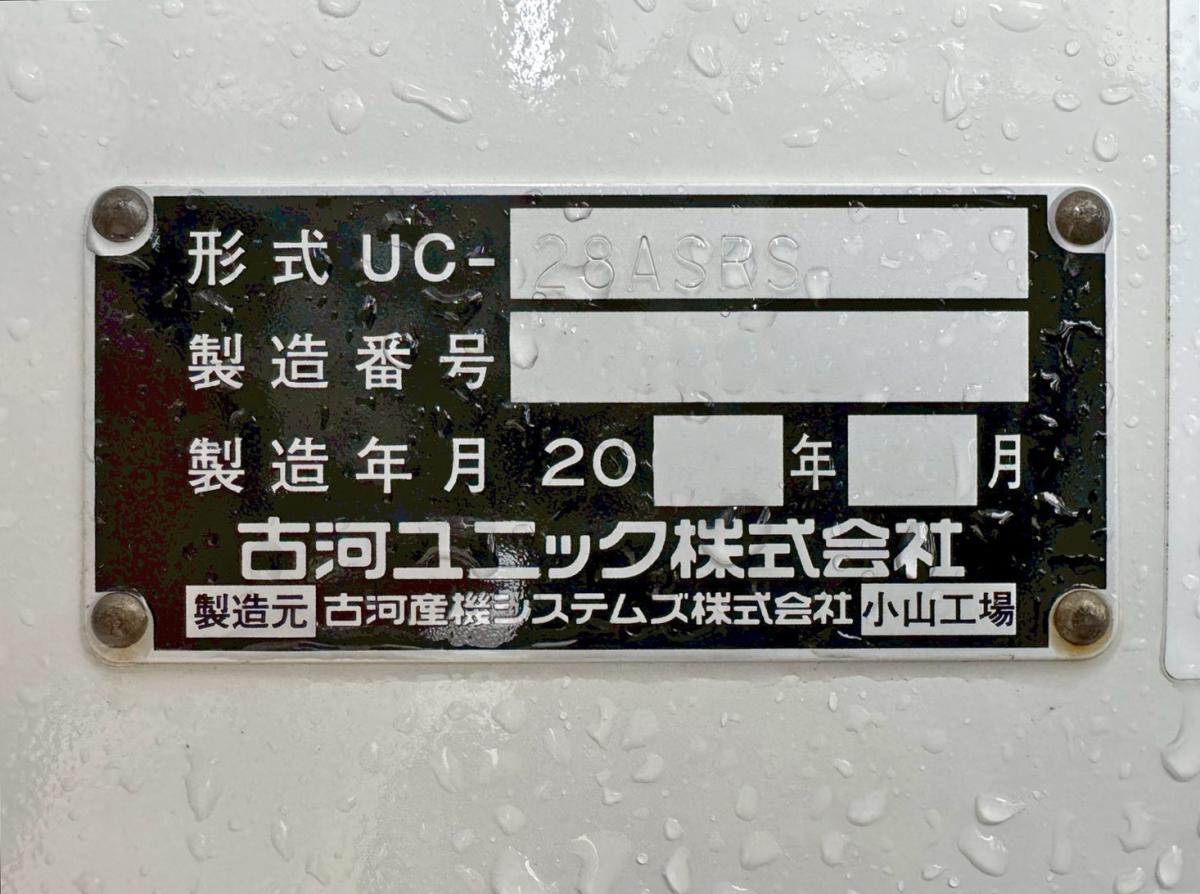 形式 UC-28ASRS
製造番号
製造年月 20 年 月
古河ユニック株式会社
製造元 古河産機システムズ株式会社 小山工場